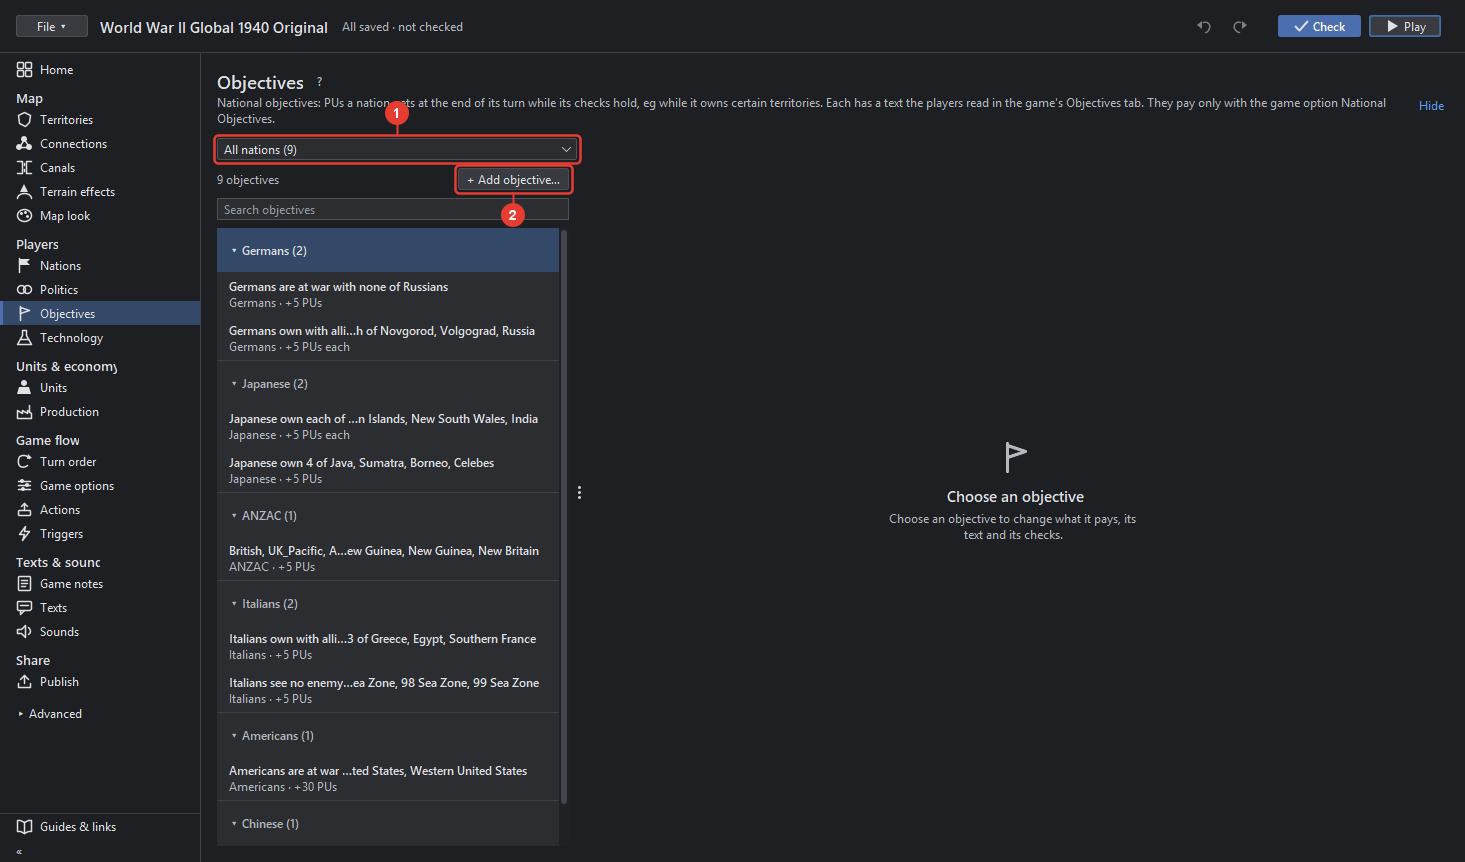 File ▾
World War II Global 1940 Original
All saved · not checked
Check
Play
Home
Map
Territories
Connections
Canals
Terrain effects
Map look
Players
Nations
Politics
Objectives
Technology
Units & economy
Units
Production
Game flow
Turn order
Game options
Actions
Triggers
Texts & sounc
Game notes
Texts
Sounds
Share
Publish
▸ Advanced
Guides & links
«
Objectives ?
National objectives: PUs a nation gets at the end of its turn while its checks hold, eg while it owns certain territories. Each has a text the players read in the game's Objectives tab. They pay only with the game option National
Objectives.
Hide
1
All nations (9)
9 objectives
+ Add objective...
2
Search objectives
▾ Germans (2)
Germans are at war with none of Russians
Germans · +5 PUs
Germans own with alli...h of Novgorod, Volgograd, Russia
Germans · +5 PUs each
▾ Japanese (2)
Japanese own each of ...n Islands, New South Wales, India
Japanese · +5 PUs each
Japanese own 4 of Java, Sumatra, Borneo, Celebes
Japanese · +5 PUs
▾ ANZAC (1)
British, UK_Pacific, A...ew Guinea, New Guinea, New Britain
ANZAC · +5 PUs
▾ Italians (2)
Italians own with alli...3 of Greece, Egypt, Southern France
Italians · +5 PUs
Italians see no enemy...ea Zone, 98 Sea Zone, 99 Sea Zone
Italians · +5 PUs
▾ Americans (1)
Americans are at war ...ted States, Western United States
Americans · +30 PUs
▾ Chinese (1)
Choose an objective
Choose an objective to change what it pays, its
text and its checks.